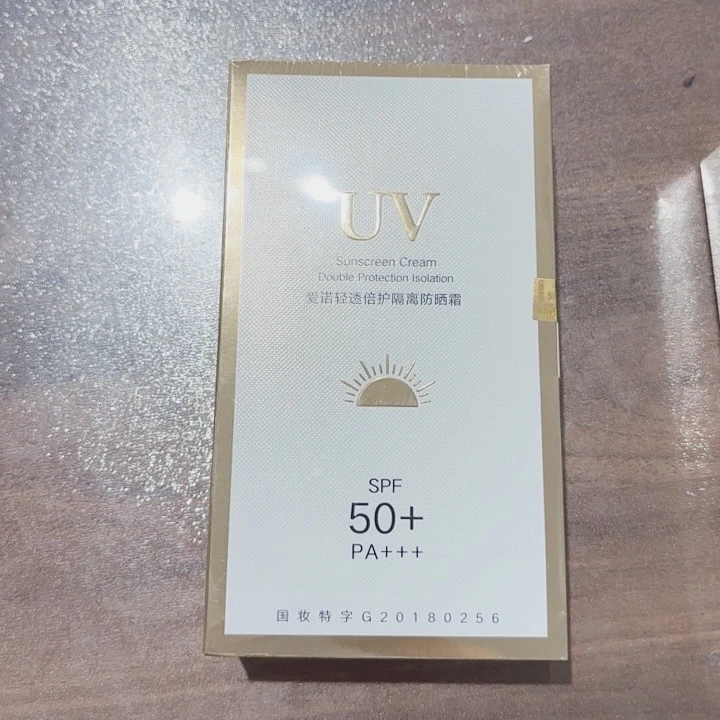 UV
Sunscreen Cream
Double Protection Isolation
爱诺轻透倍护隔离防晒霜
SPF
50+
PA+++
国妆特字G20180256